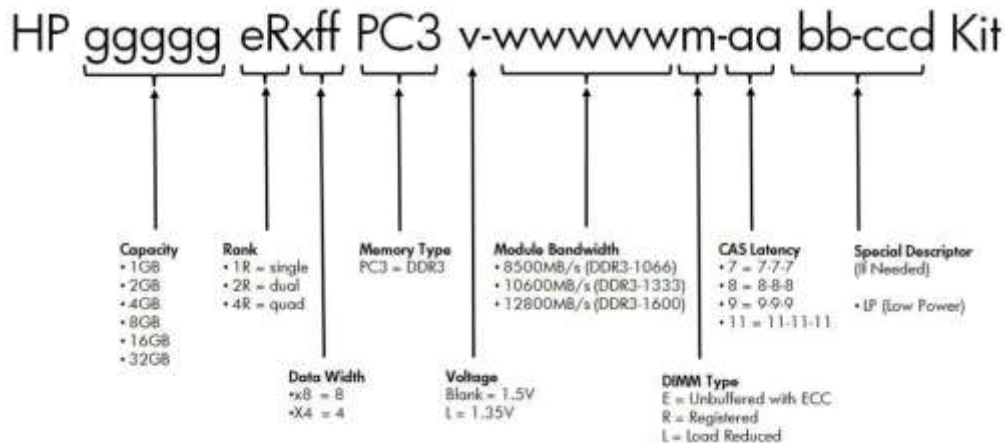 HP ggggg eRxff PC3 v-wwwwwm-aa bb-ccd Kit
Capacity
• 1GB
• 2GB
• 4GB
• 8GB
• 16GB
• 32GB
Rank
• 1R = single
• 2R = dual
• 4R = quad
Memory Type
PC3 = DDR3
Module Bandwidth
• 8500MB/s (DDR3-1066)
• 10600MB/s (DDR3-1333)
• 12800MB/s (DDR3-1600)
CAS Latency
• 7 = 7-7-7
• 8 = 8-8-8
• 9 = 9-9-9
• 11 = 11-11-11
Special Descriptor
(If Needed)
• LP (Low Power)
Data Width
•x8 = 8
•X4 = 4
Voltage
Blank = 1.5V
L = 1.35V
DIMM Type
E = Unbuffered with ECC
R = Registered
L = Load Reduced